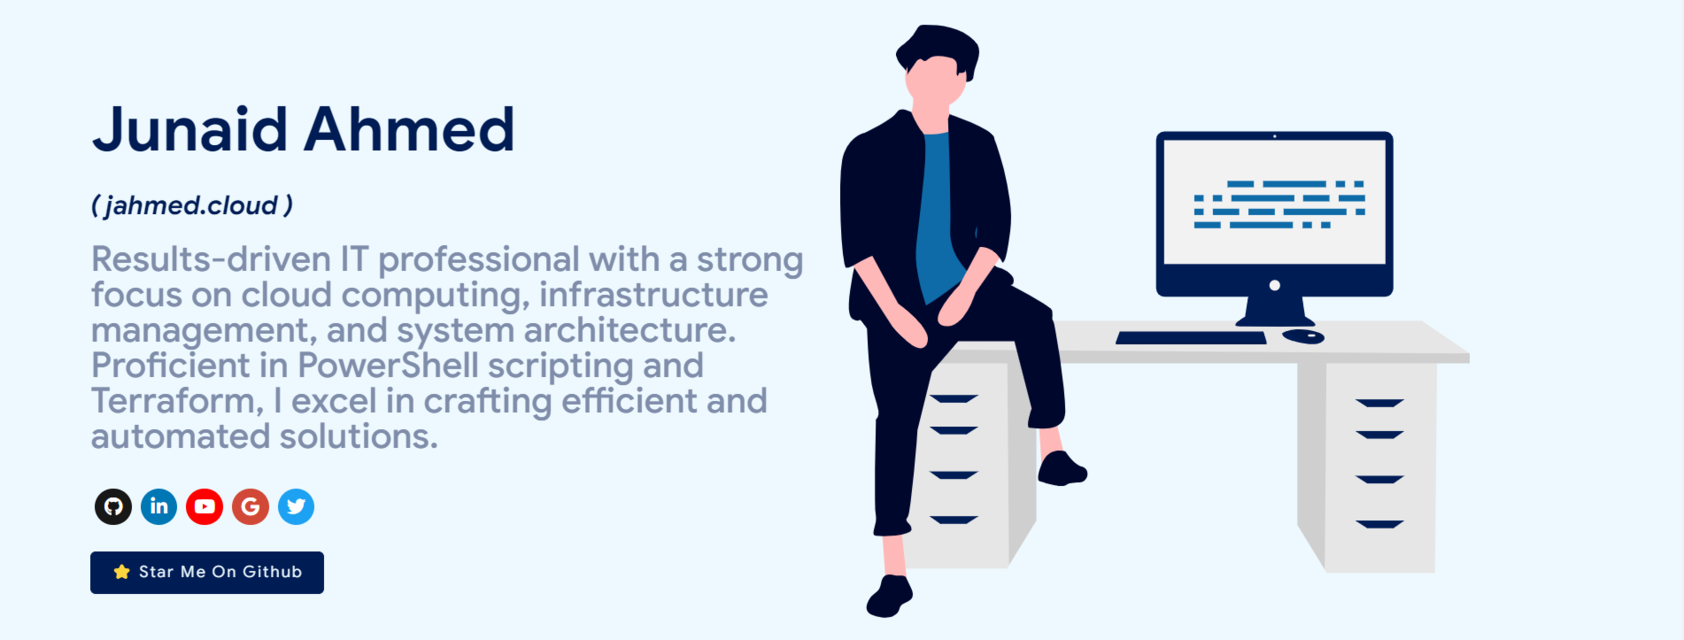 Junaid Ahmed
( jahmed.cloud )
Results-driven IT professional with a strong
focus on cloud computing, infrastructure
management, and system architecture.
Proficient in PowerShell scripting and
Terraform, I excel in crafting efficient and
automated solutions.
in
G
Star Me On Github